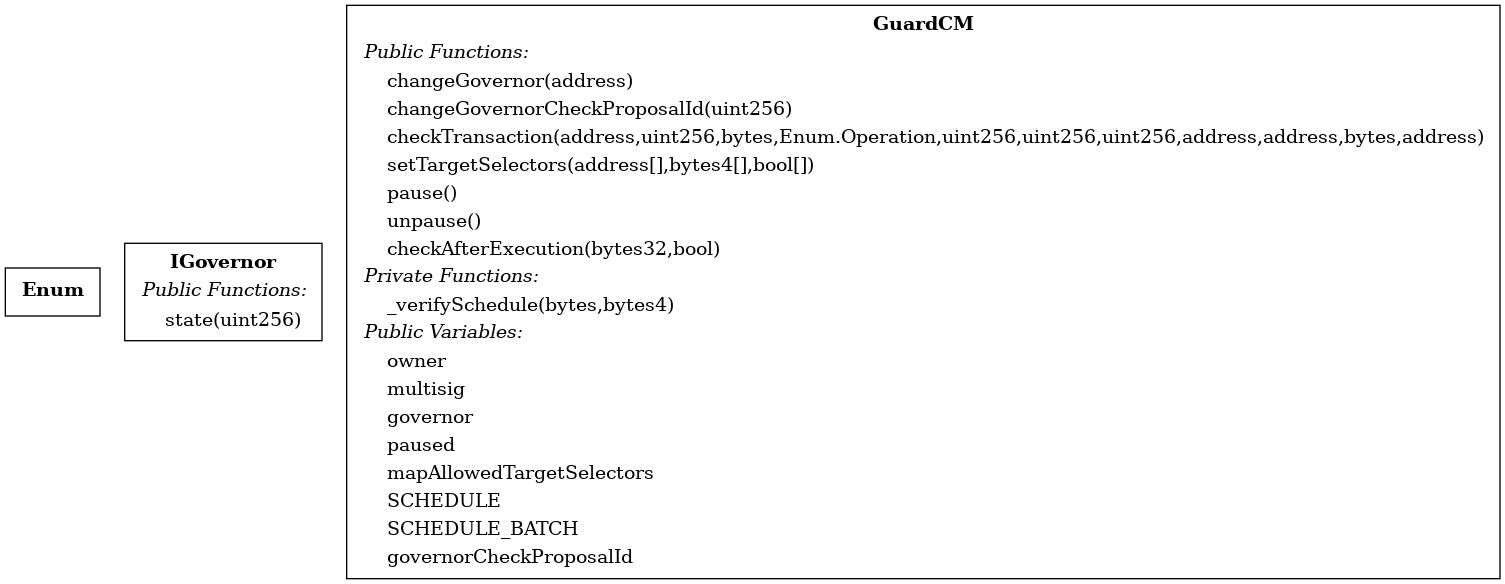 Enum
IGovernor
Public Functions:
state(uint256)
GuardCM
Public Functions:
changeGovernor(address)
changeGovernorCheckProposalId(uint256)
checkTransaction(address,uint256,bytes,Enum.Operation,uint256,uint256,uint256,address,address,bytes,address)
setTargetSelectors(address[],bytes4[],bool[])
pause()
unpause()
checkAfterExecution(bytes32,bool)
Private Functions:
_verifySchedule(bytes,bytes4)
Public Variables:
owner
multisig
governor
paused
mapAllowedTargetSelectors
SCHEDULE
SCHEDULE_BATCH
governorCheckProposalId